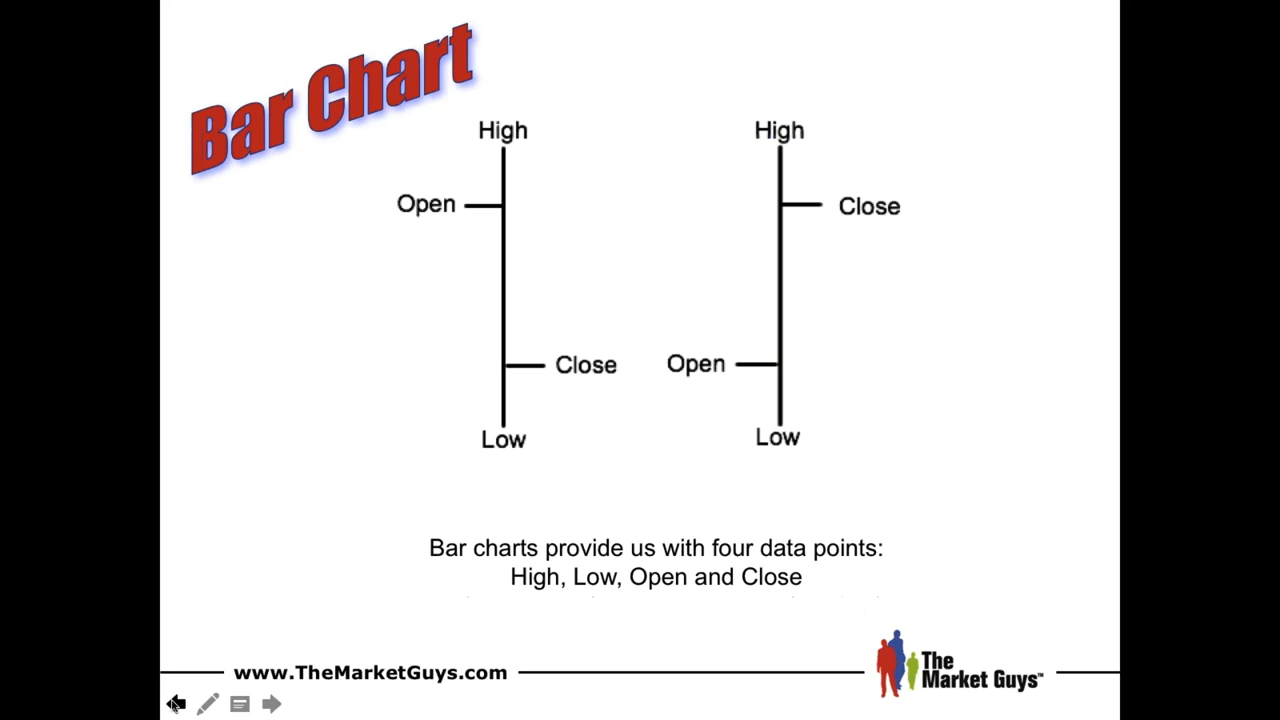 Bar Chart
High
High
Open
Close
Close
Open
Low
Low
Bar charts provide us with four data points:
High, Low, Open and Close
www.TheMarketGuys.com
The
Market Guys™